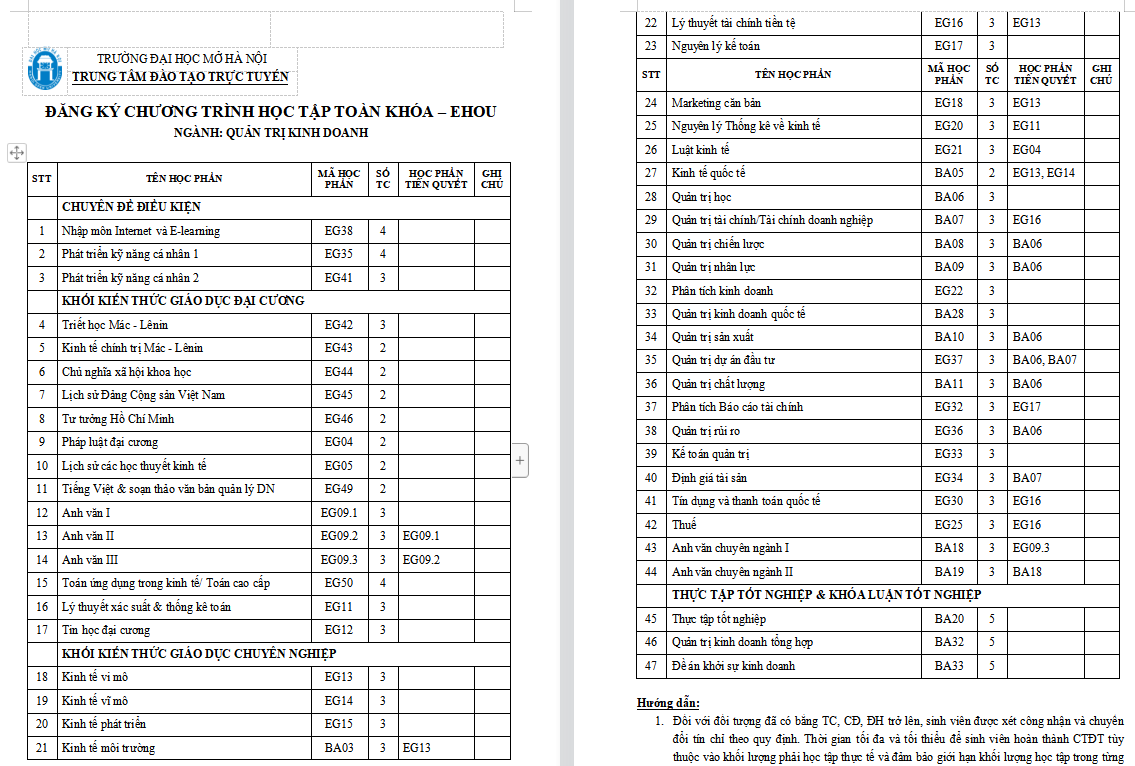 TRƯỜNG ĐẠI HỌC MỞ HÀ NỘI
TRUNG TÂM ĐÀO TẠO TRỰC TUYẾN
ĐĂNG KÝ CHƯƠNG TRÌNH HỌC TẬP TOÀN KHÓA – EHOU
NGÀNH: QUẢN TRỊ KINH DOANH
STT TÊN HỌC PHẦN MÃ HỌC PHẦN SỐ TC HỌC PHẦN TIÊN QUYẾT GHI CHÚ
CHUYÊN ĐỀ ĐIỀU KIỆN
1 Nhập môn Internet và E-learning EG38 4
2 Phát triển kỹ năng cá nhân 1 EG35 4
3 Phát triển kỹ năng cá nhân 2 EG41 3
KHỐI KIẾN THỨC GIÁO DỤC ĐẠI CƯƠNG
4 Triết học Mác - Lênin EG42 3
5 Kinh tế chính trị Mác - Lênin EG43 2
6 Chủ nghĩa xã hội khoa học EG44 2
7 Lịch sử Đảng Cộng sản Việt Nam EG45 2
8 Tư tưởng Hồ Chí Minh EG46 2
9 Pháp luật đại cương EG04 2
10 Lịch sử các học thuyết kinh tế EG05 2
11 Tiếng Việt & soạn thảo văn bản quản lý DN EG49 2
12 Anh văn I EG09.1 3
13 Anh văn II EG09.2 3 EG09.1
14 Anh văn III EG09.3 3 EG09.2
15 Toán ứng dụng trong kinh tế/ Toán cao cấp EG50 4
16 Lý thuyết xác suất & thống kê toán EG11 3
17 Tin học đại cương EG12 3
KHỐI KIẾN THỨC GIÁO DỤC CHUYÊN NGHIỆP
18 Kinh tế vi mô EG13 3
19 Kinh tế vĩ mô EG14 3
20 Kinh tế phát triển EG15 3
21 Kinh tế môi trường BA03 3 EG13
22 Lý thuyết tài chính tiền tệ EG16 3 EG13
23 Nguyên lý kế toán EG17 3
STT TÊN HỌC PHẦN MÃ HỌC PHẦN SỐ TC HỌC PHẦN TIÊN QUYẾT GHI CHÚ
24 Marketing căn bản EG18 3 EG13
25 Nguyên lý Thống kê về kinh tế EG20 3 EG11
26 Luật kinh tế EG21 3 EG04
27 Kinh tế quốc tế BA05 2 EG13, EG14
28 Quản trị học BA06 3
29 Quản trị tài chính/Tài chính doanh nghiệp BA07 3 EG16
30 Quản trị chiến lược BA08 3 BA06
31 Quản trị nhân lực BA09 3 BA06
32 Phân tích kinh doanh EG22 3
33 Quản trị kinh doanh quốc tế BA28 3
34 Quản trị sản xuất BA10 3 BA06
35 Quản trị dự án đầu tư EG37 3 BA06, BA07
36 Quản trị chất lượng BA11 3 BA06
37 Phân tích Báo cáo tài chính EG32 3 EG17
38 Quản trị rủi ro EG36 3 BA06
39 Kế toán quản trị EG33 3
40 Định giá tài sản EG34 3 BA07
41 Tín dụng và thanh toán quốc tế EG30 3 EG16
42 Thuế EG25 3 EG16
43 Anh văn chuyên ngành I BA18 3 EG09.3
44 Anh văn chuyên ngành II BA19 3 BA18
THỰC TẬP TỐT NGHIỆP & KHÓA LUẬN TỐT NGHIỆP
45 Thực tập tốt nghiệp BA20 5
46 Quản trị kinh doanh tổng hợp BA32 5
47 Đề án khởi sự kinh doanh BA33 5
Hướng dẫn:
1. Đối với đối tượng đã có bằng TC, CĐ, ĐH trở lên, sinh viên được xét công nhận và chuyển
đổi tín chỉ theo quy định. Thời gian tối đa và tối thiểu để sinh viên hoàn thành CTĐT tùy
thuộc vào khối lượng phải học tập thực tế và đảm bảo giới hạn khối lượng học tập trong từng